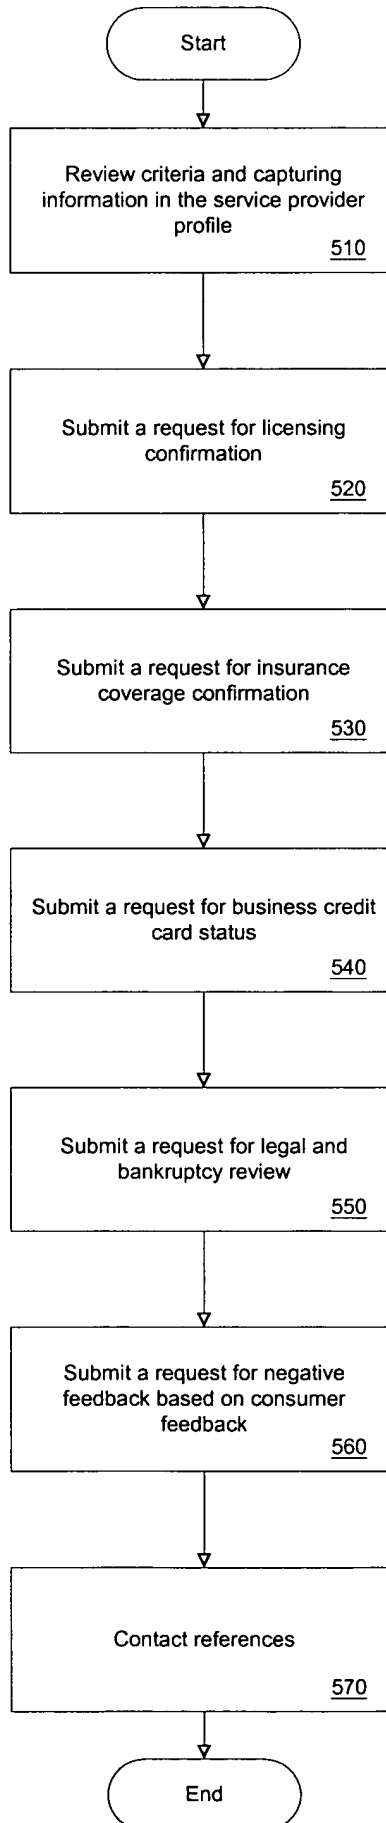 Start
Review criteria and capturing
information in the service provider
profile
510
Submit a request for licensing
confirmation
520
Submit a request for insurance
coverage confirmation
530
Submit a request for business credit
card status
540
Submit a request for legal and
bankruptcy review
550
Submit a request for negative
feedback based on consumer
feedback
560
Contact references
570
End